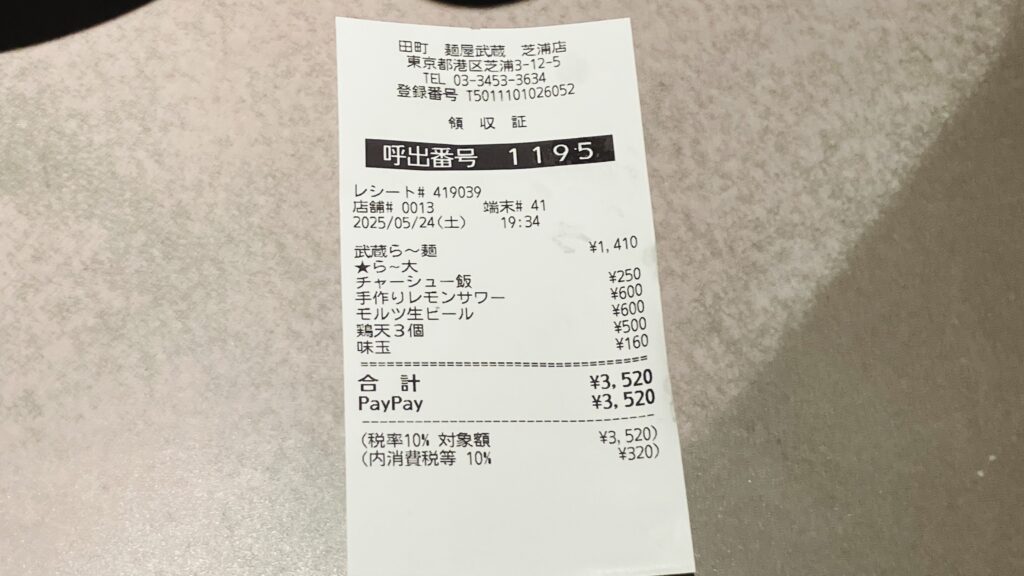 田町 麺屋武蔵 芝浦店
東京都港区芝浦3-12-5
TEL 03-3453-3634
登録番号 T5011101026052
領 収 証
呼出番号 1195
レシート# 419039
店舗# 0013 端末# 41
2025/05/24(土) 19:34
武蔵ら〜麺 ¥1,410
★ら〜大
チャーシュー飯 ¥250
手作りレモンサワー ¥600
モルツ生ビール ¥600
鶏天3個 ¥500
味玉 ¥160
合 計 ¥3,520
PayPay ¥3,520
(税率10% 対象額 ¥3,520)
(内消費税等 10% ¥320)